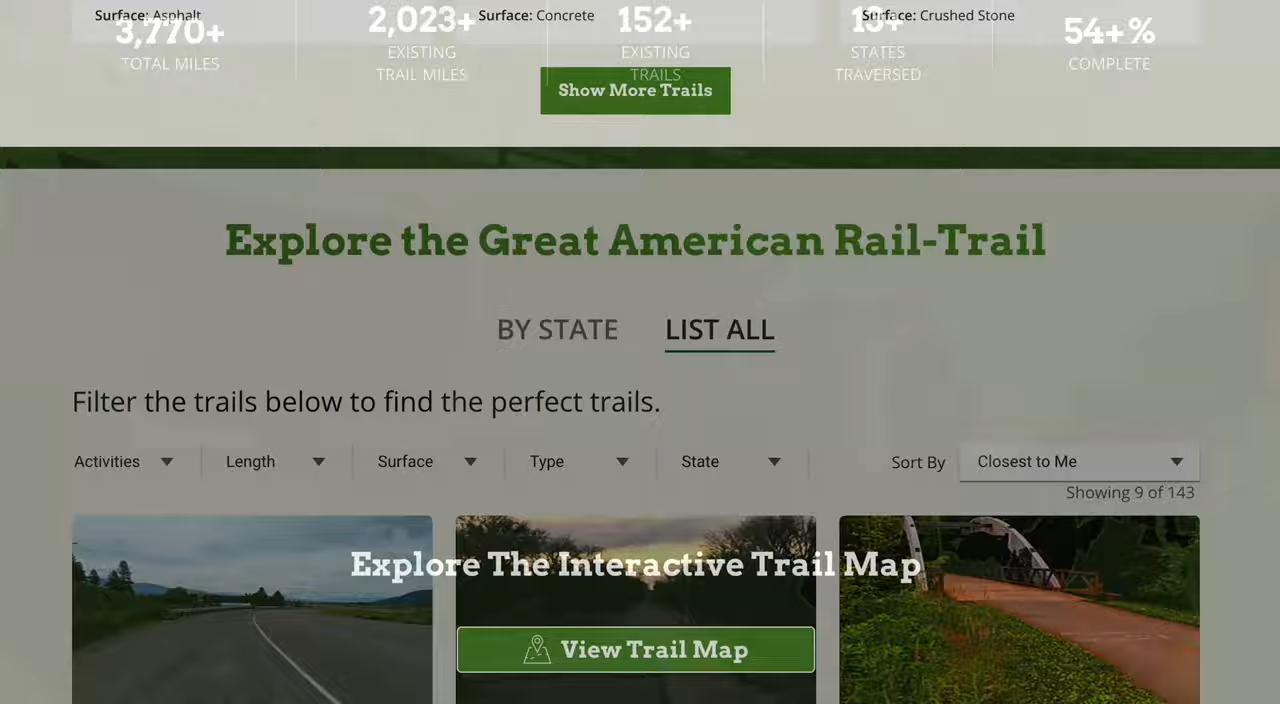 Surface: Asphalt
Surface: Concrete
Surface: Crushed Stone
3,770+
TOTAL MILES
2,023+
EXISTING
TRAIL MILES
152+
EXISTING
TRAILS
13+
STATES
TRAVERSED
54+%
COMPLETE
Show More Trails
Explore the Great American Rail-Trail
BY STATE
LIST ALL
Filter the trails below to find the perfect trails.
Activities
Length
Surface
Type
State
Sort By
Closest to Me
Showing 9 of 143
Explore The Interactive Trail Map
View Trail Map